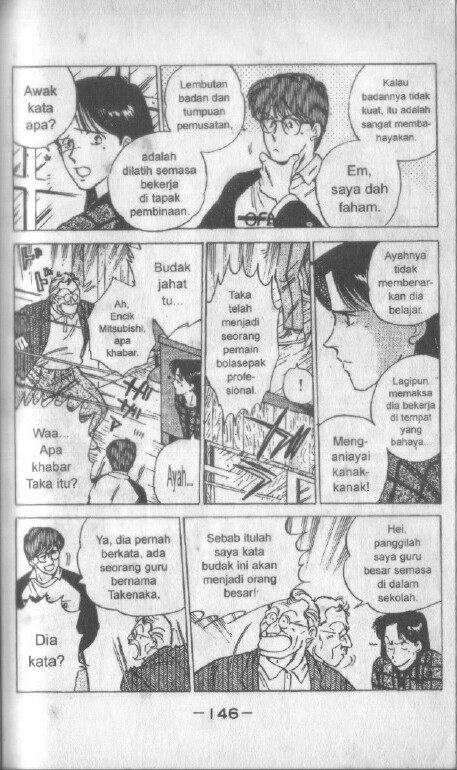 Kalau
badannya tidak
kuat, itu adalah
sangat memba-
hayakan.
Em,
saya dah
faham.
OFA
Lembutan
badan dan
tumpuan
pemusatan,
adalah
dilatih semasa
bekerja
di tapak
pembinaan.
Awak
kata
apa?
Ayahnya
tidak
membenar-
kan dia
belajar.
Lagipun,
memaksa
dia bekerja
di tempat
yang
bahaya...
Meng-
aniayai
kanak-
kanak!
!
Taka
telah
menjadi
seorang
pemain
bolasepak
profe-
sional.
Budak
jahat
tu...
Ah,
Encik
Mitsubishi,
apa
khabar.
Ayah...
Waa...
Apa
khabar
Taka itu?
Hei,
panggilah
saya guru
besar semasa
di dalam
sekolah.
Sebab itulah
saya kata
budak ini akan
menjadi orang
besar!
Ya, dia pernah
berkata, ada
seorang guru
bernama
Takenaka.
Dia
kata?
—146—